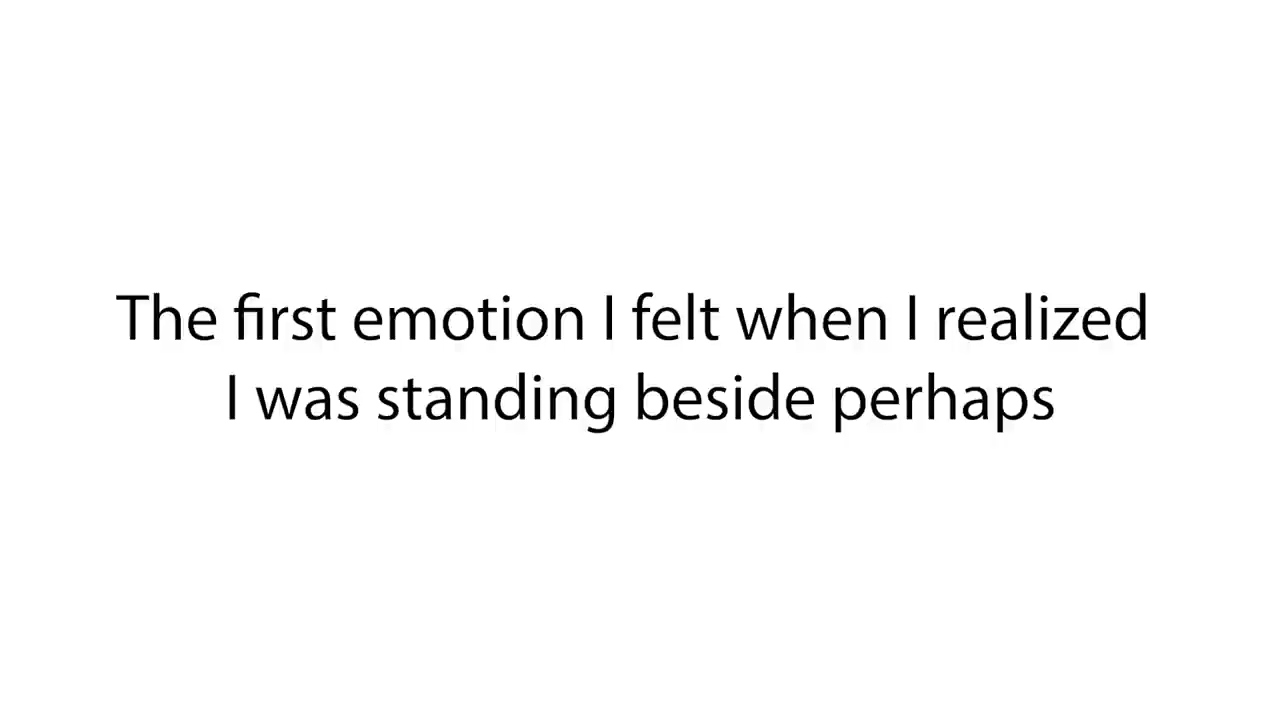 The first emotion I felt when I realized
I was standing beside perhaps